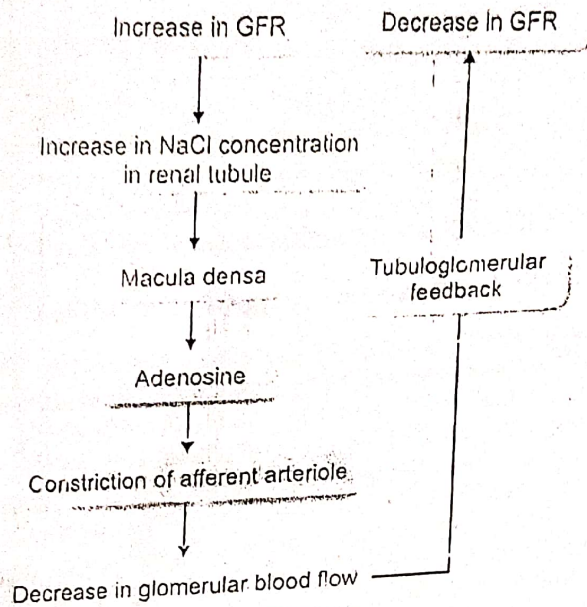 Increase in GFR
Decrease in GFR
Increase in NaCl concentration
in renal tubule
Macula densa
Tubuloglomerular
feedback
Adenosine
Constriction of afferent arteriole
Decrease in glomerular blood flow